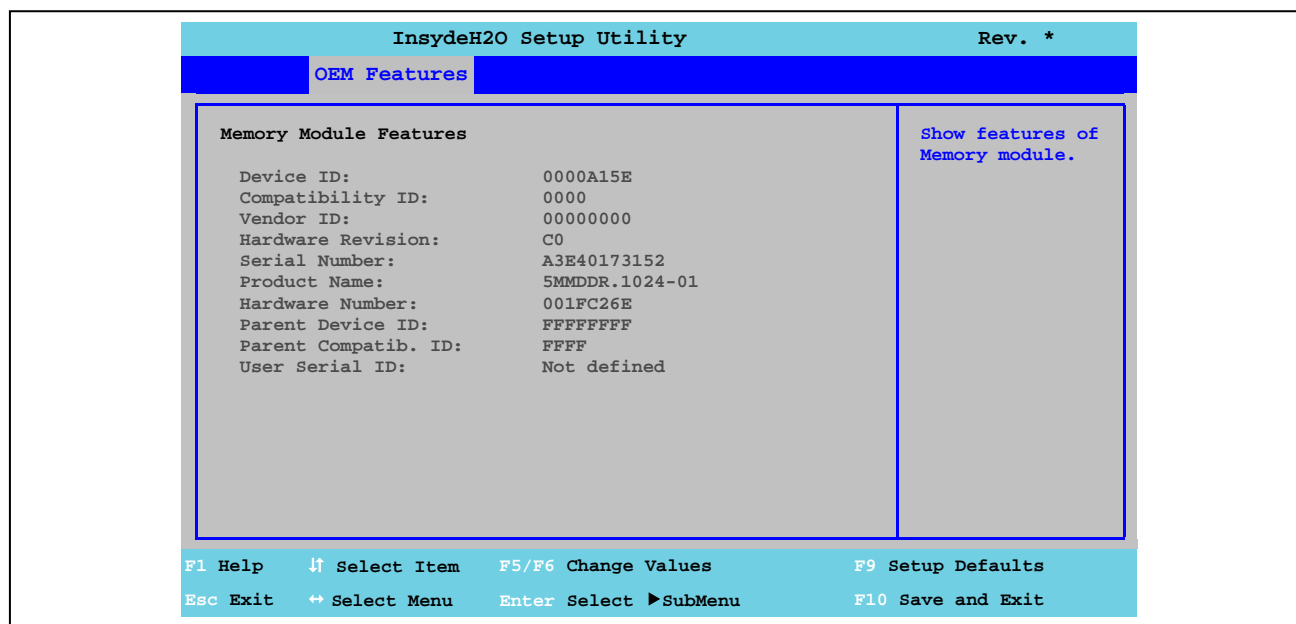 InsydeH2O Setup Utility Rev. *
OEM Features
Memory Module Features
Show features of
Memory module.
Device ID: 0000A15E
Compatibility ID: 0000
Vendor ID: 00000000
Hardware Revision: C0
Serial Number: A3E40173152
Product Name: 5MMDDR.1024-01
Hardware Number: 001FC26E
Parent Device ID: FFFFFFFF
Parent Compatib. ID: FFFF
User Serial ID: Not defined
F1 Help ↓↑ Select Item F5/F6 Change Values F9 Setup Defaults
Esc Exit ↔ Select Menu Enter Select ▶SubMenu F10 Save and Exit